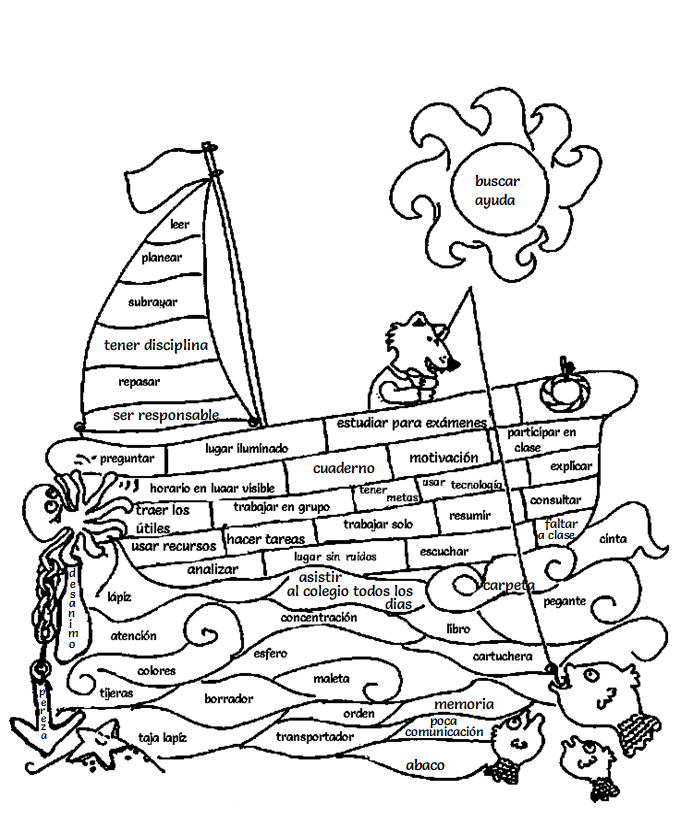 buscar
ayuda
leer
planear
subrayar
tener disciplina
repasar
ser responsable
estudiar para exámenes
participar en
clase
lugar iluminado
preguntar
cuaderno
motivación
explicar
horario en lugar visible
tener
metas
usar tecnología
traer los
útiles
trabajar en grupo
resumir
consultar
trabajar solo
faltar
a clase
cinta
usar recursos
hacer tareas
lugar sin ruidos
escuchar
analizar
asistir
al colegio todos los
dias
carpeta
desanimo
lápiz
pegante
concentración
atención
libro
esfero
cartuchera
colores
maleta
tijeras
borrador
memoria
pereza
orden
poca
comunicación
taja lapíz
transportador
abaco